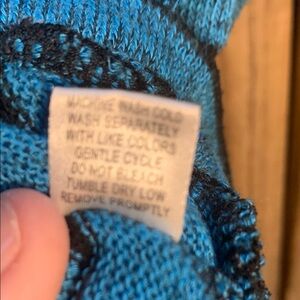 MACHINE WASH COLD
WASH SEPARATELY
WITH LIKE COLORS
GENTLE CYCLE
DO NOT BLEACH
TUMBLE DRY LOW
REMOVE PROMPTLY